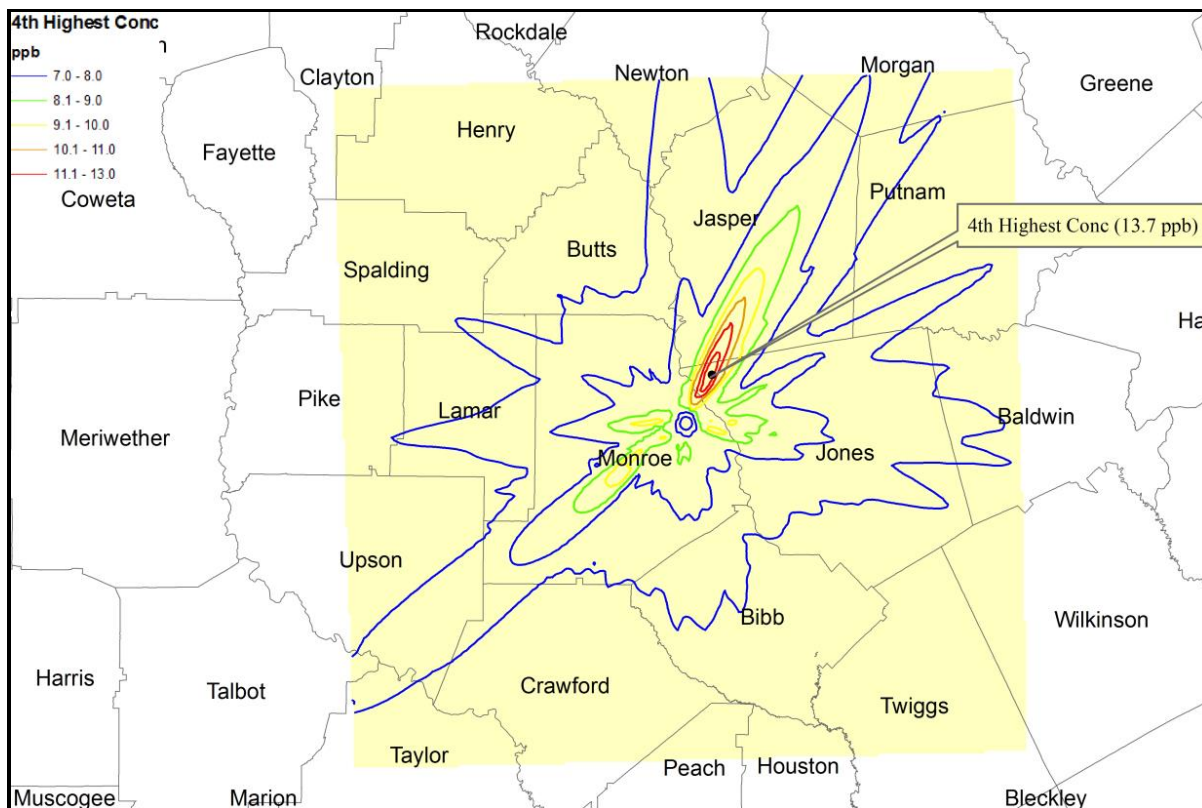 4th Highest Conc
ppb
7.0 - 8.0
8.1 - 9.0
9.1 - 10.0
10.1 - 11.0
11.1 - 13.0
Rockdale
Clayton
Newton
Morgan
Greene
Henry
Fayette
Coweta
Putnam
Jasper
4th Highest Conc (13.7 ppb)
Butts
Spalding
Ha
Pike
Lamar
Baldwin
Meriwether
Monroe
Jones
Upson
Bibb
Wilkinson
Harris
Talbot
Crawford
Twiggs
Taylor
Peach
Houston
Muscogee
Marion
Bleckley